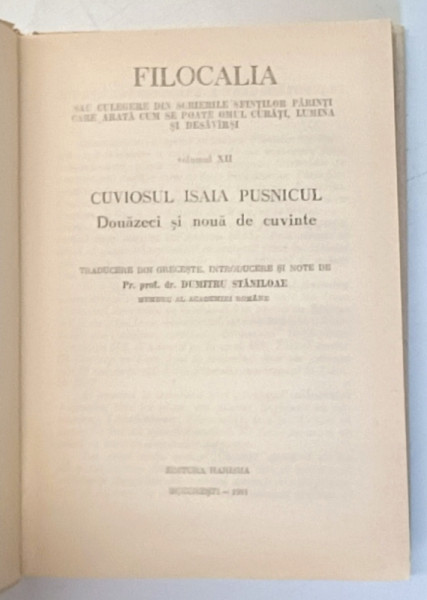 FILOCALIA
SAU CULEGERE DIN SCRIERILE SFINȚILOR PĂRINȚI
CARE ARATĂ CUM SE POATE OMUL CURĂȚI, LUMINA
ȘI DESĂVÎRȘI
volumul XII
CUVIOSUL ISAIA PUSNICUL
Douăzeci și nouă de cuvinte
TRADUCERE DIN GRECEȘTE, INTRODUCERE ȘI NOTE DE
Pr. prof. dr. DUMITRU STĂNILOAE
MEMBRU AL ACADEMIEI ROMÂNE
EDITURA HARISMA
BUCUREȘTI — 1991